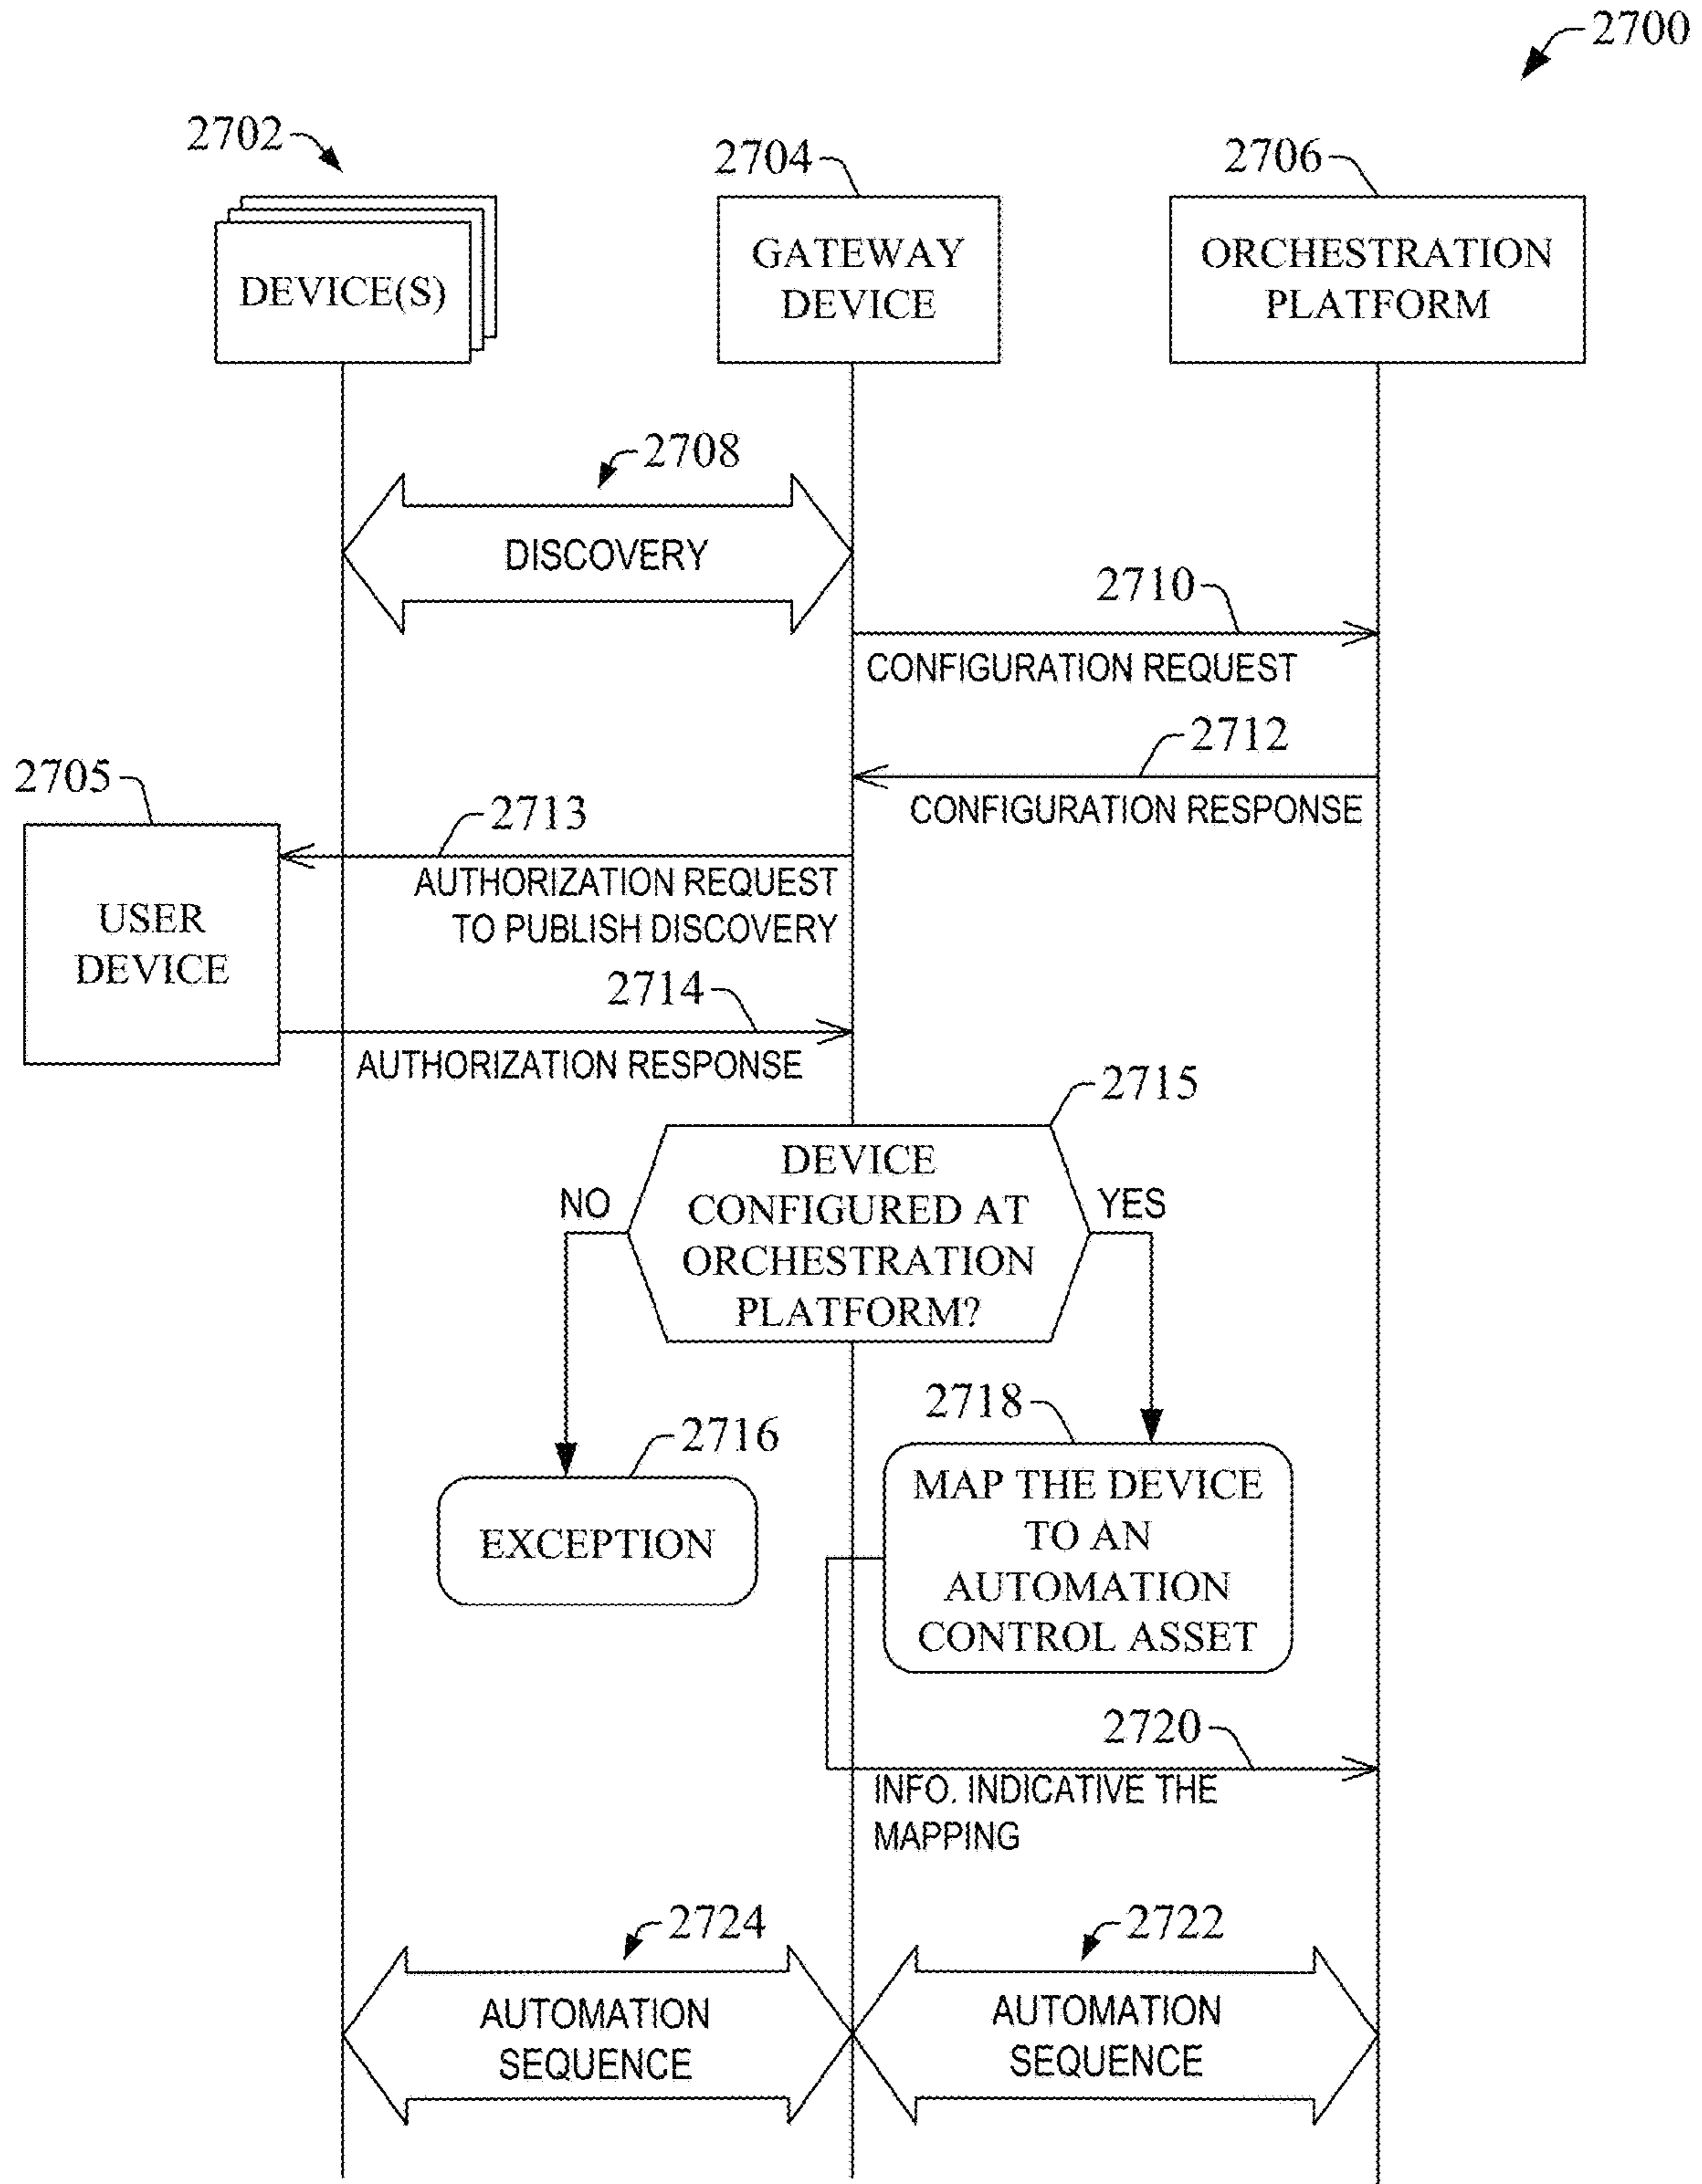 2700
2702
2704
2706
DEVICE(S)
GATEWAY
DEVICE
ORCHESTRATION
PLATFORM
2708
DISCOVERY
2710
CONFIGURATION REQUEST
2712
CONFIGURATION RESPONSE
2705
USER
DEVICE
2713
AUTHORIZATION REQUEST
TO PUBLISH DISCOVERY
2714
AUTHORIZATION RESPONSE
2715
DEVICE
CONFIGURED AT
ORCHESTRATION
PLATFORM?
NO
YES
2716
EXCEPTION
2718
MAP THE DEVICE
TO AN
AUTOMATION
CONTROL ASSET
2720
INFO. INDICATIVE THE
MAPPING
2724
AUTOMATION
SEQUENCE
2722
AUTOMATION
SEQUENCE